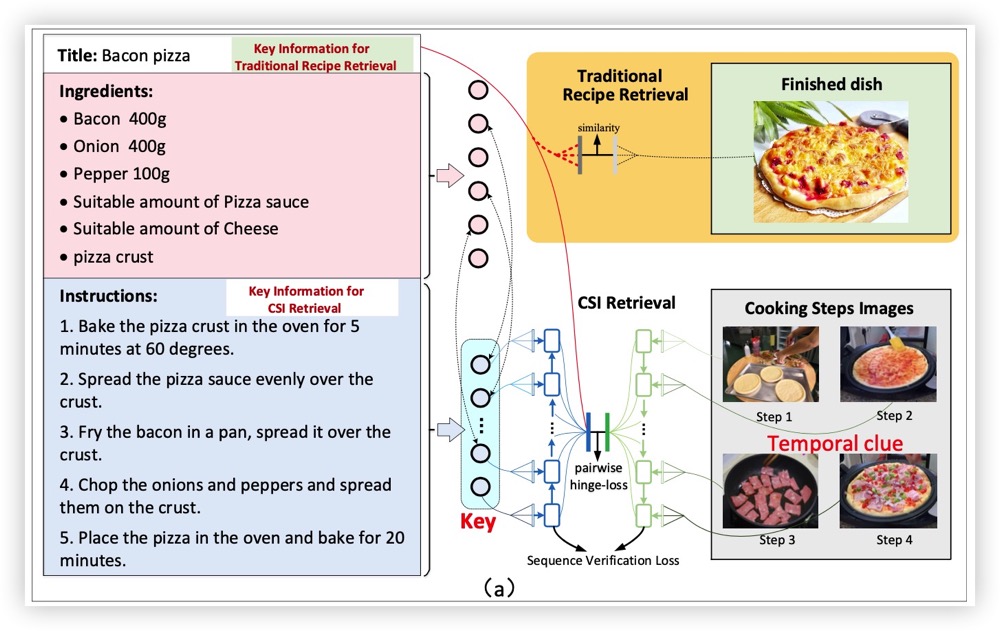 Title: Bacon pizza
Key Information for
Traditional Recipe Retrieval
Ingredients:
• Bacon 400g
• Onion 400g
• Pepper 100g
• Suitable amount of Pizza sauce
• Suitable amount of Cheese
• pizza crust
Instructions:
Key Information for
CSI Retrieval
1. Bake the pizza crust in the oven for 5
minutes at 60 degrees.
2. Spread the pizza sauce evenly over the
crust.
3. Fry the bacon in a pan, spread it over the
crust.
4. Chop the onions and peppers and spread
them on the crust.
5. Place the pizza in the oven and bake for 20
minutes.
Key
Traditional
Recipe Retrieval
similarity
Finished dish
CSI Retrieval
pairwise
hinge-loss
Sequence Verification Loss
Cooking Steps Images
Step 1
Step 2
Temporal clue
Step 3
Step 4
(a)